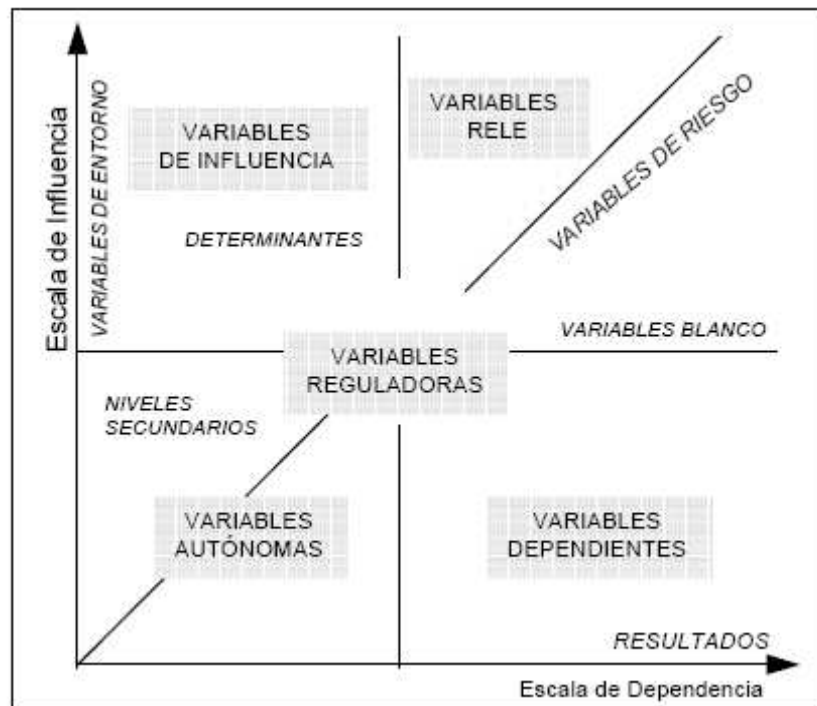 Escala de Influencia
VARIABLES DE ENTORNO
VARIABLES
DE INFLUENCIA
VARIABLES
RELE
VARIABLES DE RIESGO
DETERMINANTES
VARIABLES BLANCO
VARIABLES
REGULADORAS
NIVELES
SECUNDARIOS
VARIABLES
AUTÓNOMAS
VARIABLES
DEPENDIENTES
RESULTADOS
Escala de Dependencia